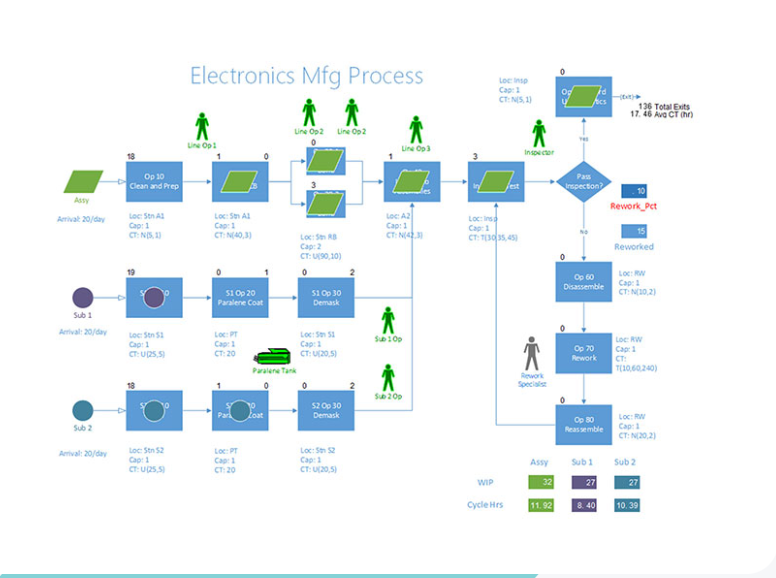 Electronics Mfg Process
0
Loc: Insp
Cap: 1
CT: N(5,1)
(Exit)
136 Total Exits
17. 46 Avg CT (hr)
Yes
Line Op1
Line Op2
Line Op2
Line Op3
Inspector
18
1
0
0
3
1
3
Assy
Op 10
Clean and Prep
Pass
Inspection?
. 10
Rework_Pct
15
Reworked
No
Arrival: 20/day
Loc: Stn A1
Cap: 1
CT: N(5,1)
Loc: Stn A1
Cap: 1
CT: N(40,3)
Loc: Stn RB
Cap: 2
CT: U(90,10)
Loc: A2
Cap: 1
CT: N(42,3)
Loc: Insp
Cap: 1
CT: T(30,35,45)
19
0
1
0
2
Sub 1
S1 Op 20
Paralene Coat
S1 Op 30
Demask
Arrival: 20/day
Loc: Stn S1
Cap: 1
CT: U(25,5)
Loc: PT
Cap: 1
CT: 20
Loc: Stn S1
Cap: 1
CT: U(20,5)
Sub 1 Op
Paralene Tank
0
Op 60
Disassemble
Loc: RW
Cap: 1
CT: N(10,2)
0
Op 70
Rework
Loc: RW
Cap: 1
CT:
T(10,60,240)
Rework
Specialist
18
1
0
0
2
Sub 2
S2 Op 30
Demask
Sub 2 Op
0
Op 80
Reassemble
Loc: RW
Cap: 1
CT: N(20,2)
Arrival: 20/day
Loc: Stn S2
Cap: 1
CT: U(25,5)
Loc: PT
Cap: 1
CT: 20
Loc: Stn S2
Cap: 1
CT: U(20,5)
Assy
Sub 1
Sub 2
WIP
32
27
27
Cycle Hrs
11. 92
8. 40
10. 39